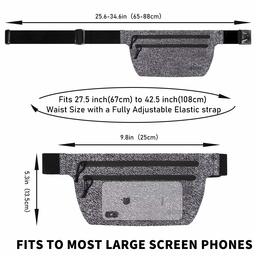 25.6-34.6in (65-88cm)
Fits 27.5 inch(67cm) to 42.5 inch(108cm)
Waist Size with a Fully Adjustable Elastic strap
9.8in (25cm)
5.3in (13.5cm)
FITS TO MOST LARGE SCREEN PHONES